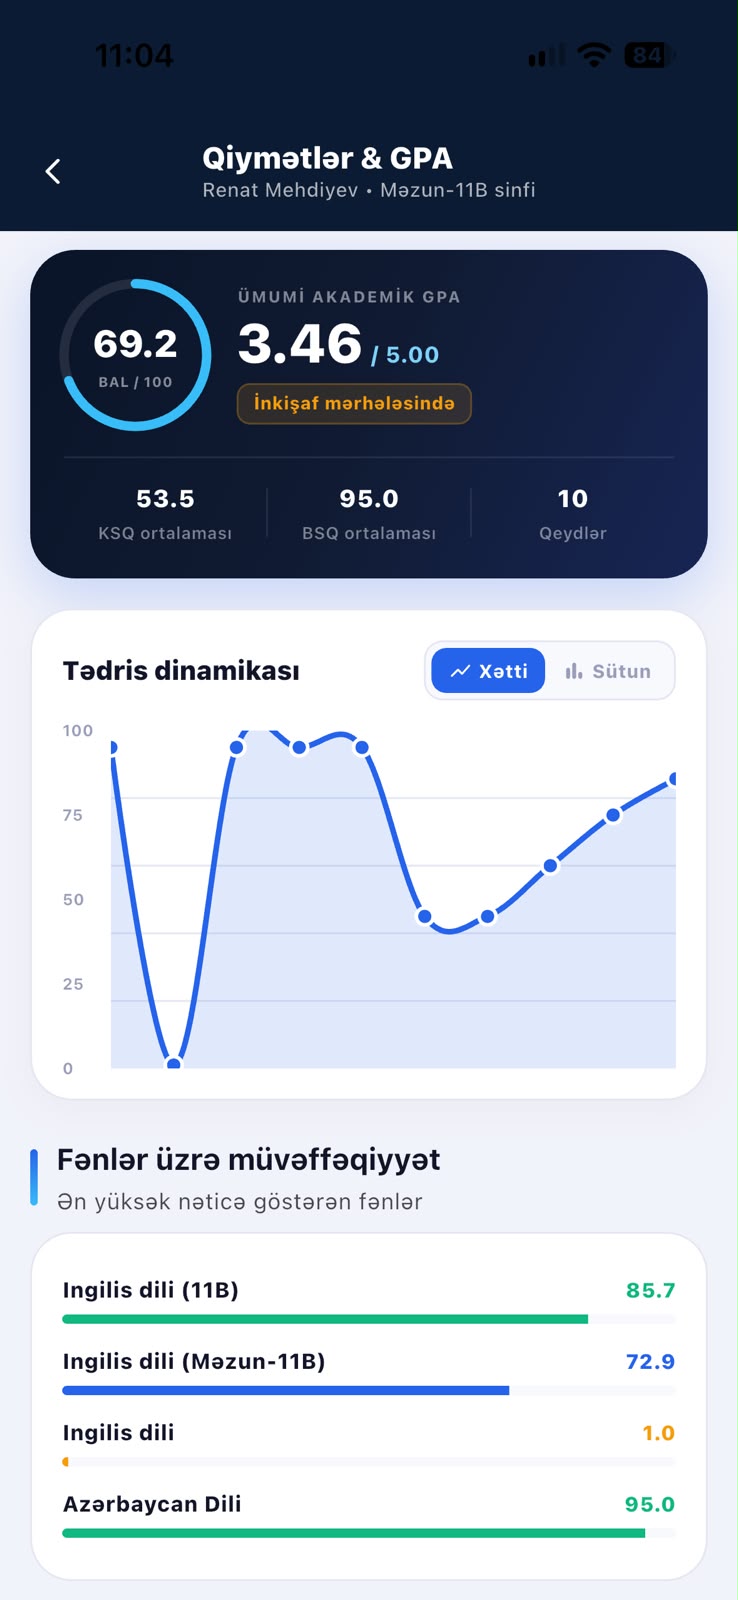 11:04
84
Qiymətlər & GPA
Renat Mehdiyev • Məzun-11B sinfi
69.2
BAL / 100
ÜMUMİ AKADEMİK GPA
3.46 / 5.00
İnkişaf mərhələsində
53.5
KSQ ortalaması
95.0
BSQ ortalaması
10
Qeydlər
Tədris dinamikası
Xətti
Sütun
100
75
50
25
0
Fənlər üzrə müvəffəqiyyət
Ən yüksək nəticə göstərən fənlər
Ingilis dili (11B) 85.7
Ingilis dili (Məzun-11B) 72.9
Ingilis dili 1.0
Azərbaycan Dili 95.0